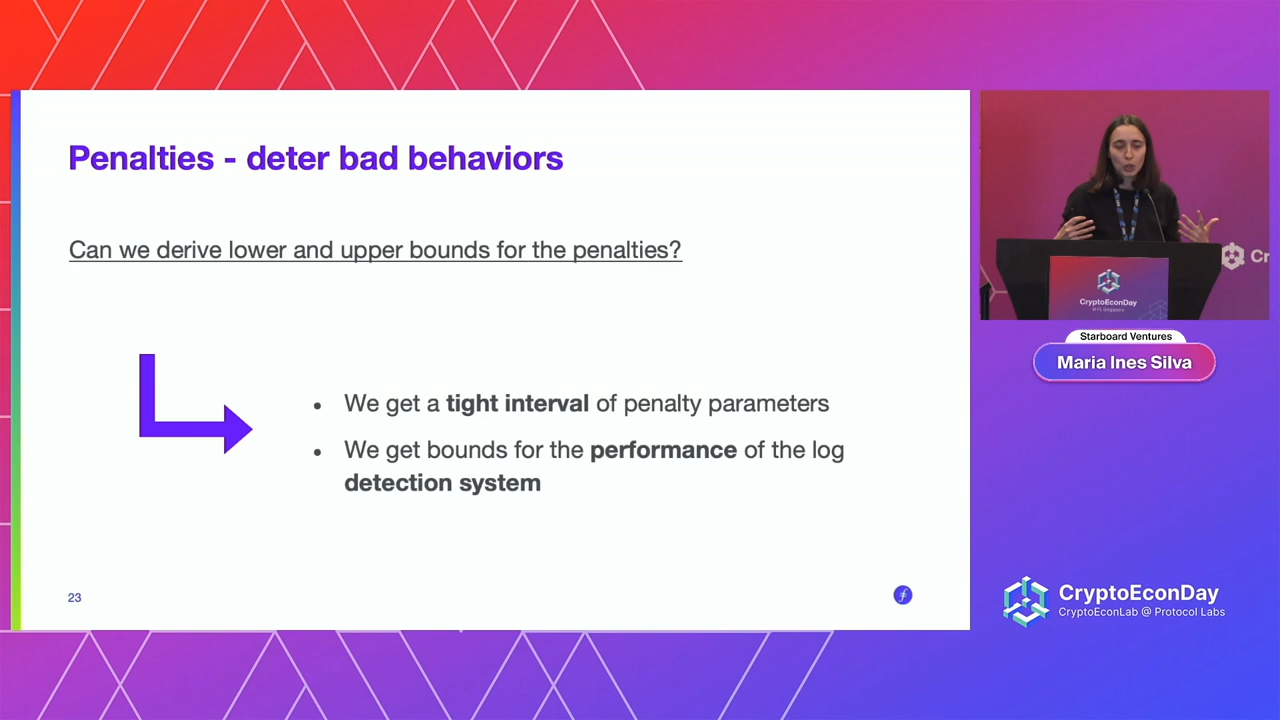 Penalties - deter bad behaviors
Can we derive lower and upper bounds for the penalties?
• We get a tight interval of penalty parameters
• We get bounds for the performance of the log
detection system
23
Cr
CryptoEconDay
Starboard Ventures
Maria Ines Silva
CryptoEconDay
CryptoEconLab @ Protocol Labs